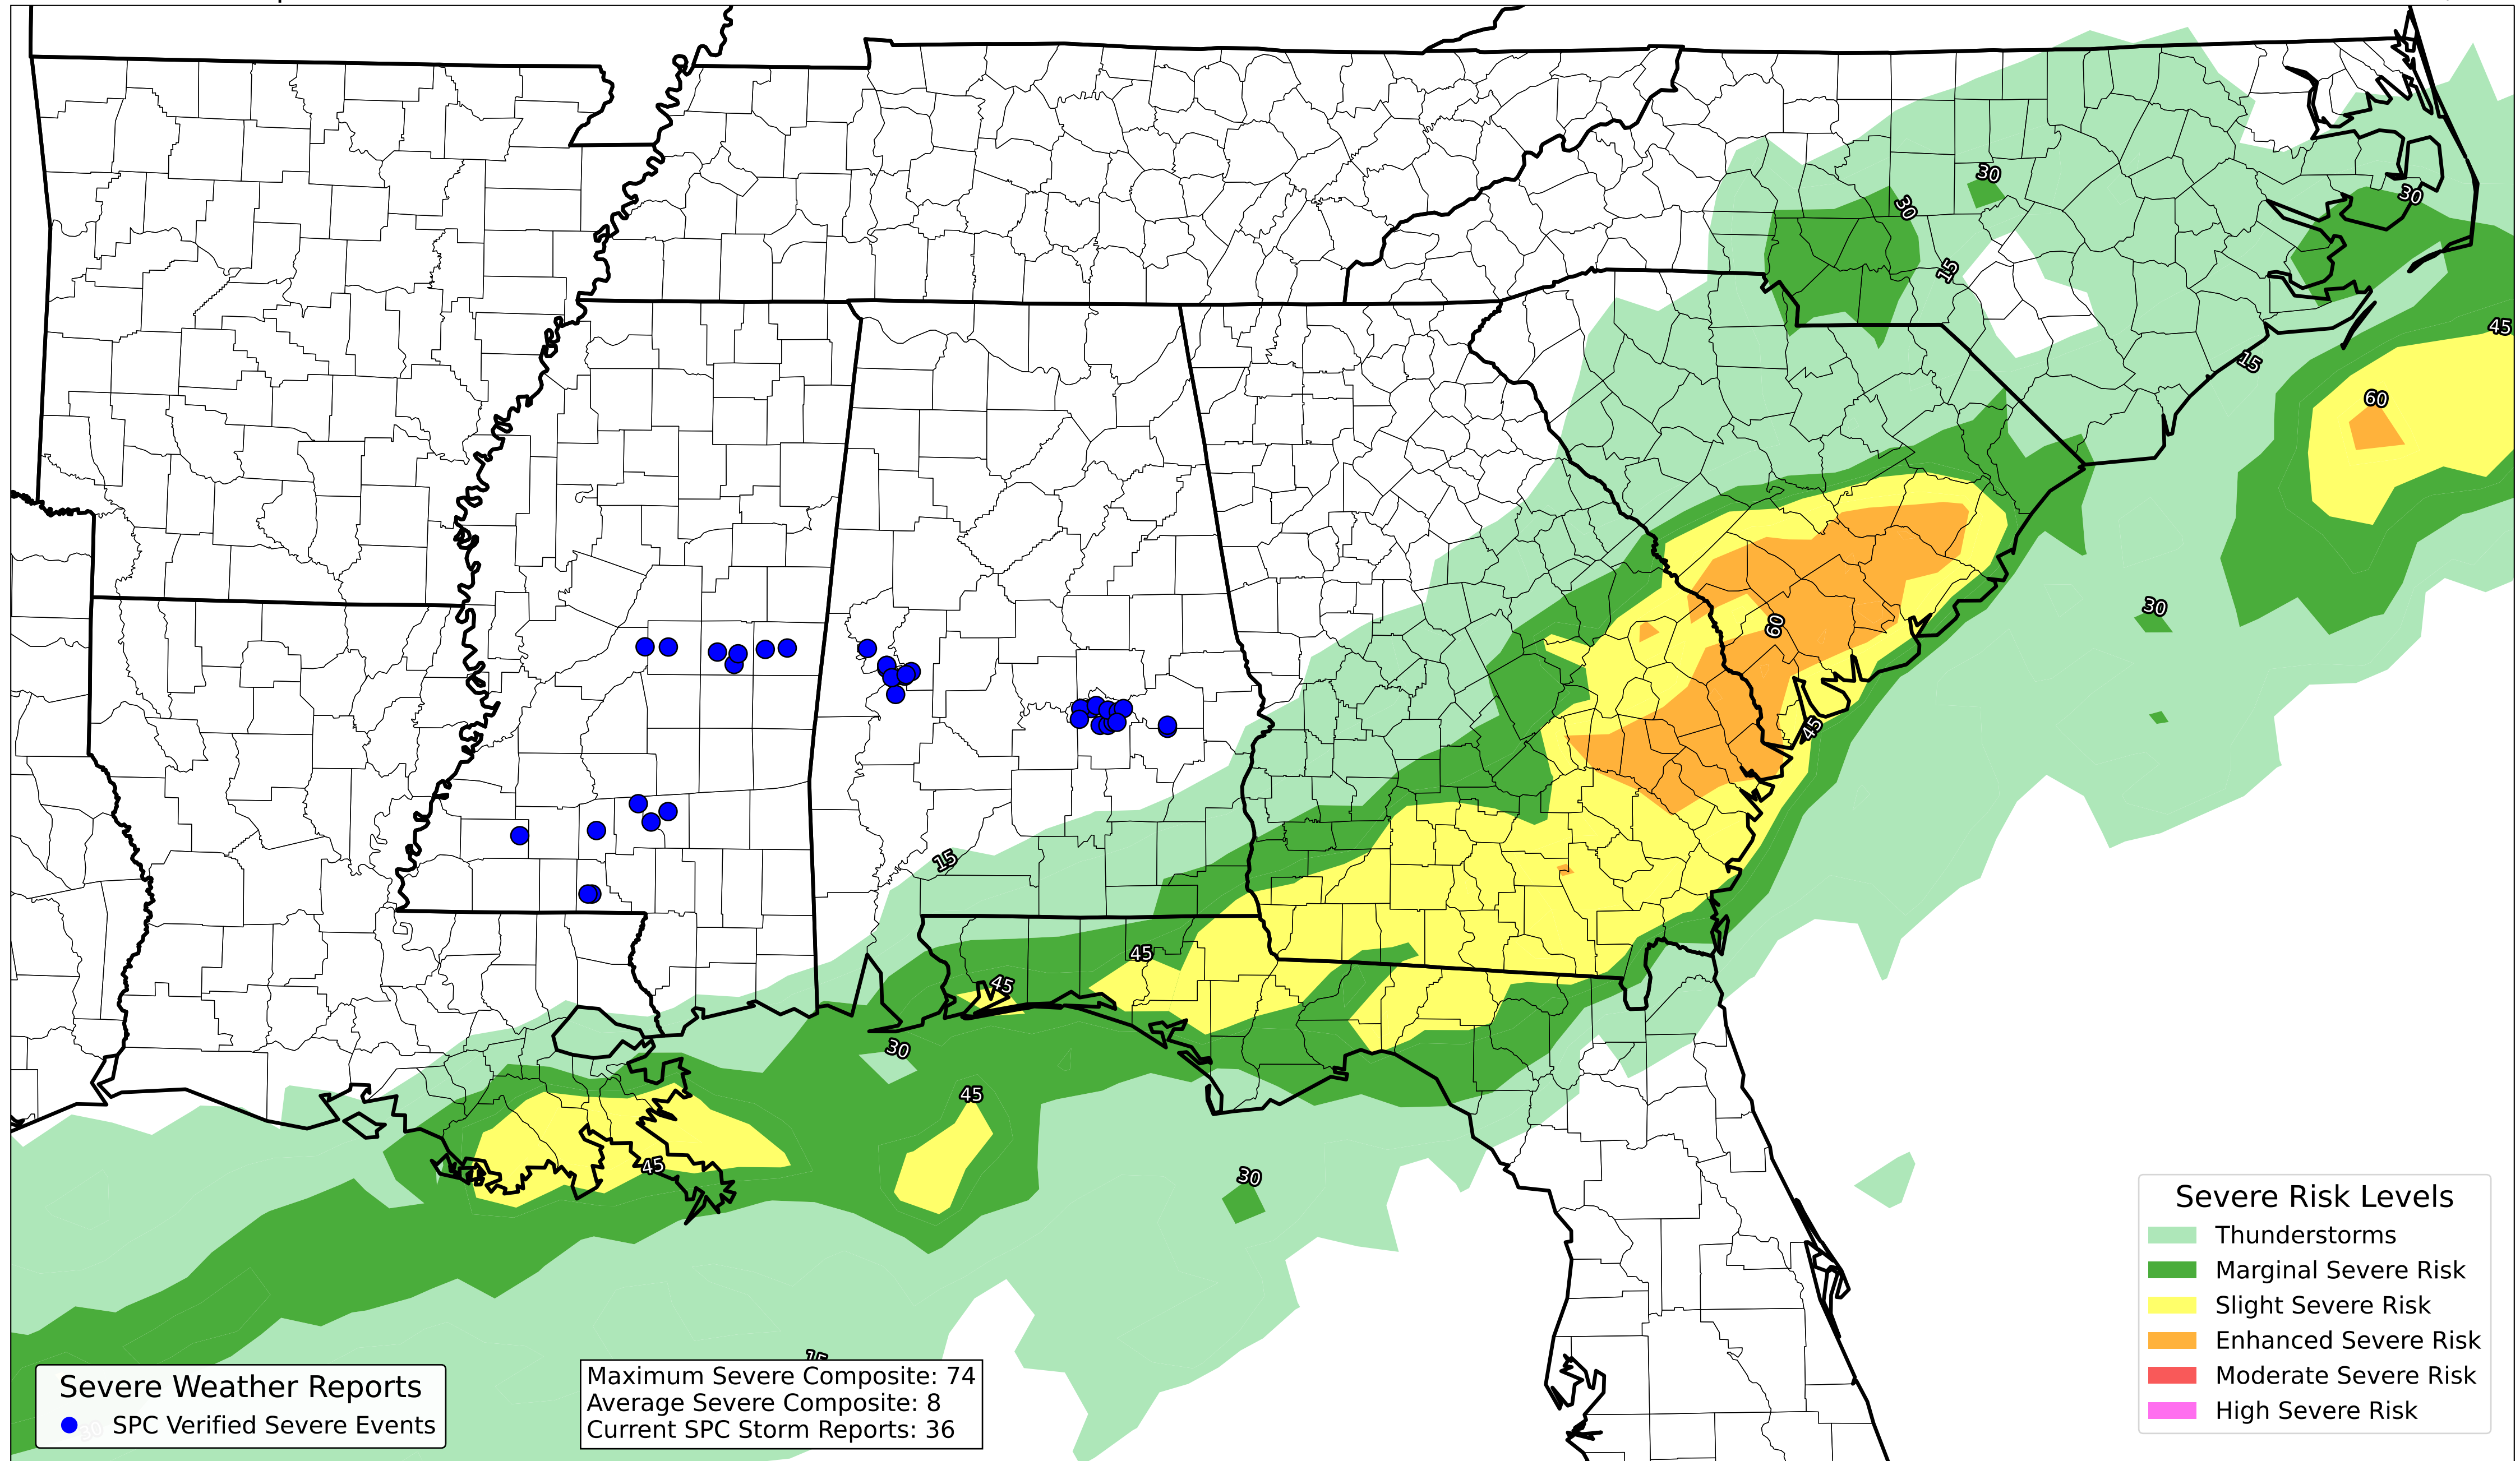 30
30
30
15
45
15
60
30
60
45
15
45
45
30
45
45
30
15
Severe Weather Reports
SPC Verified Severe Events
30
Maximum Severe Composite: 74
Average Severe Composite: 8
Current SPC Storm Reports: 36
Severe Risk Levels
Thunderstorms
Marginal Severe Risk
Slight Severe Risk
Enhanced Severe Risk
Moderate Severe Risk
High Severe Risk